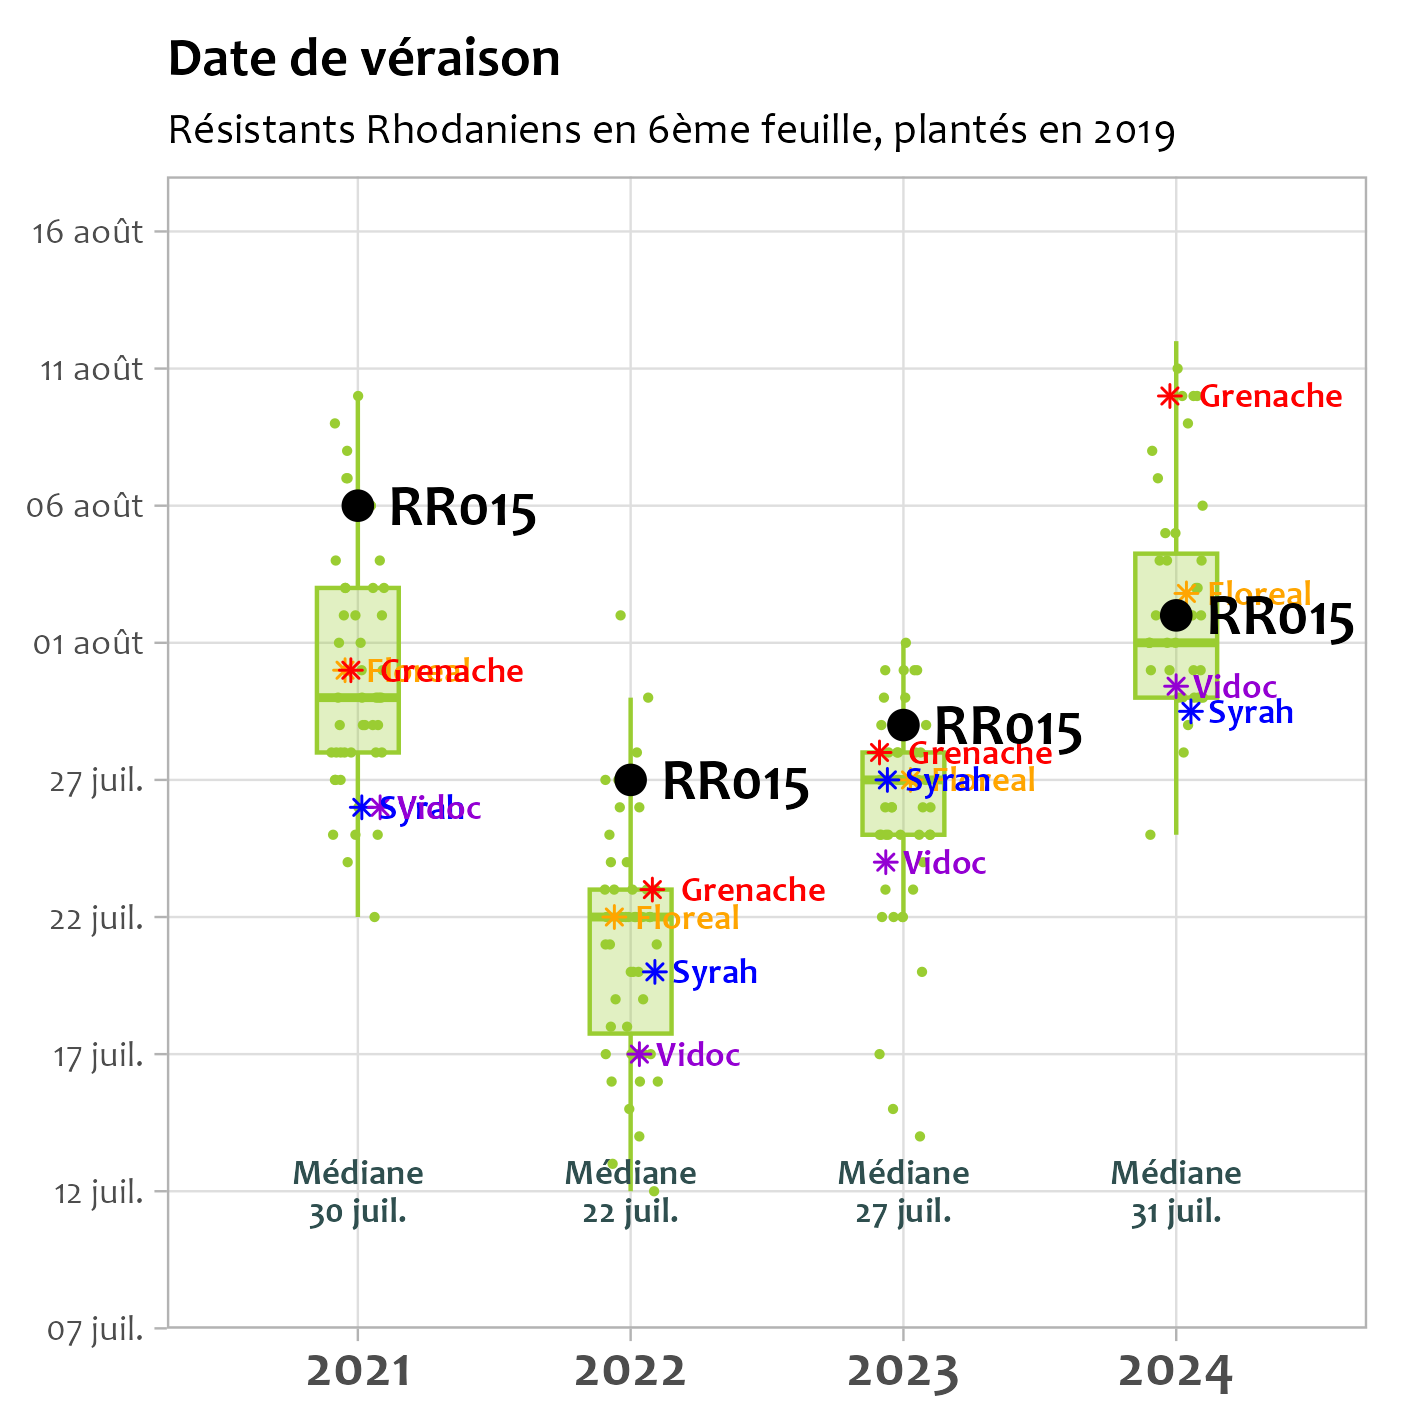 Date de véraison
Résistants Rhodaniens en 6ème feuille, plantés en 2019
16 août
11 août
06 août
01 août
27 juil.
22 juil.
17 juil.
12 juil.
07 juil.
RR015
Floreal
Grenache
Syrah
Vidoc
Médiane
30 juil.
RR015
Grenache
Floreal
Syrah
Vidoc
Médiane
22 juil.
RR015
Grenache
Syrah
Floreal
Vidoc
Médiane
27 juil.
Grenache
Floreal
RR015
Vidoc
Syrah
Médiane
31 juil.
2021
2022
2023
2024